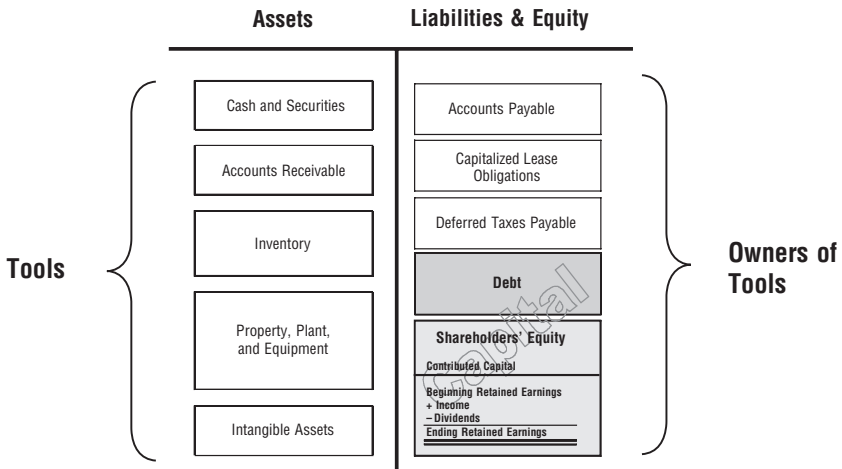 Assets
Liabilities & Equity
Tools
Cash and Securities
Accounts Receivable
Inventory
Property, Plant,
and Equipment
Intangible Assets
Accounts Payable
Capitalized Lease
Obligations
Deferred Taxes Payable
Debt
Capital
Shareholders' Equity
Contributed Capital
Beginning Retained Earnings
+ Income
– Dividends
Ending Retained Earnings
Owners of
Tools